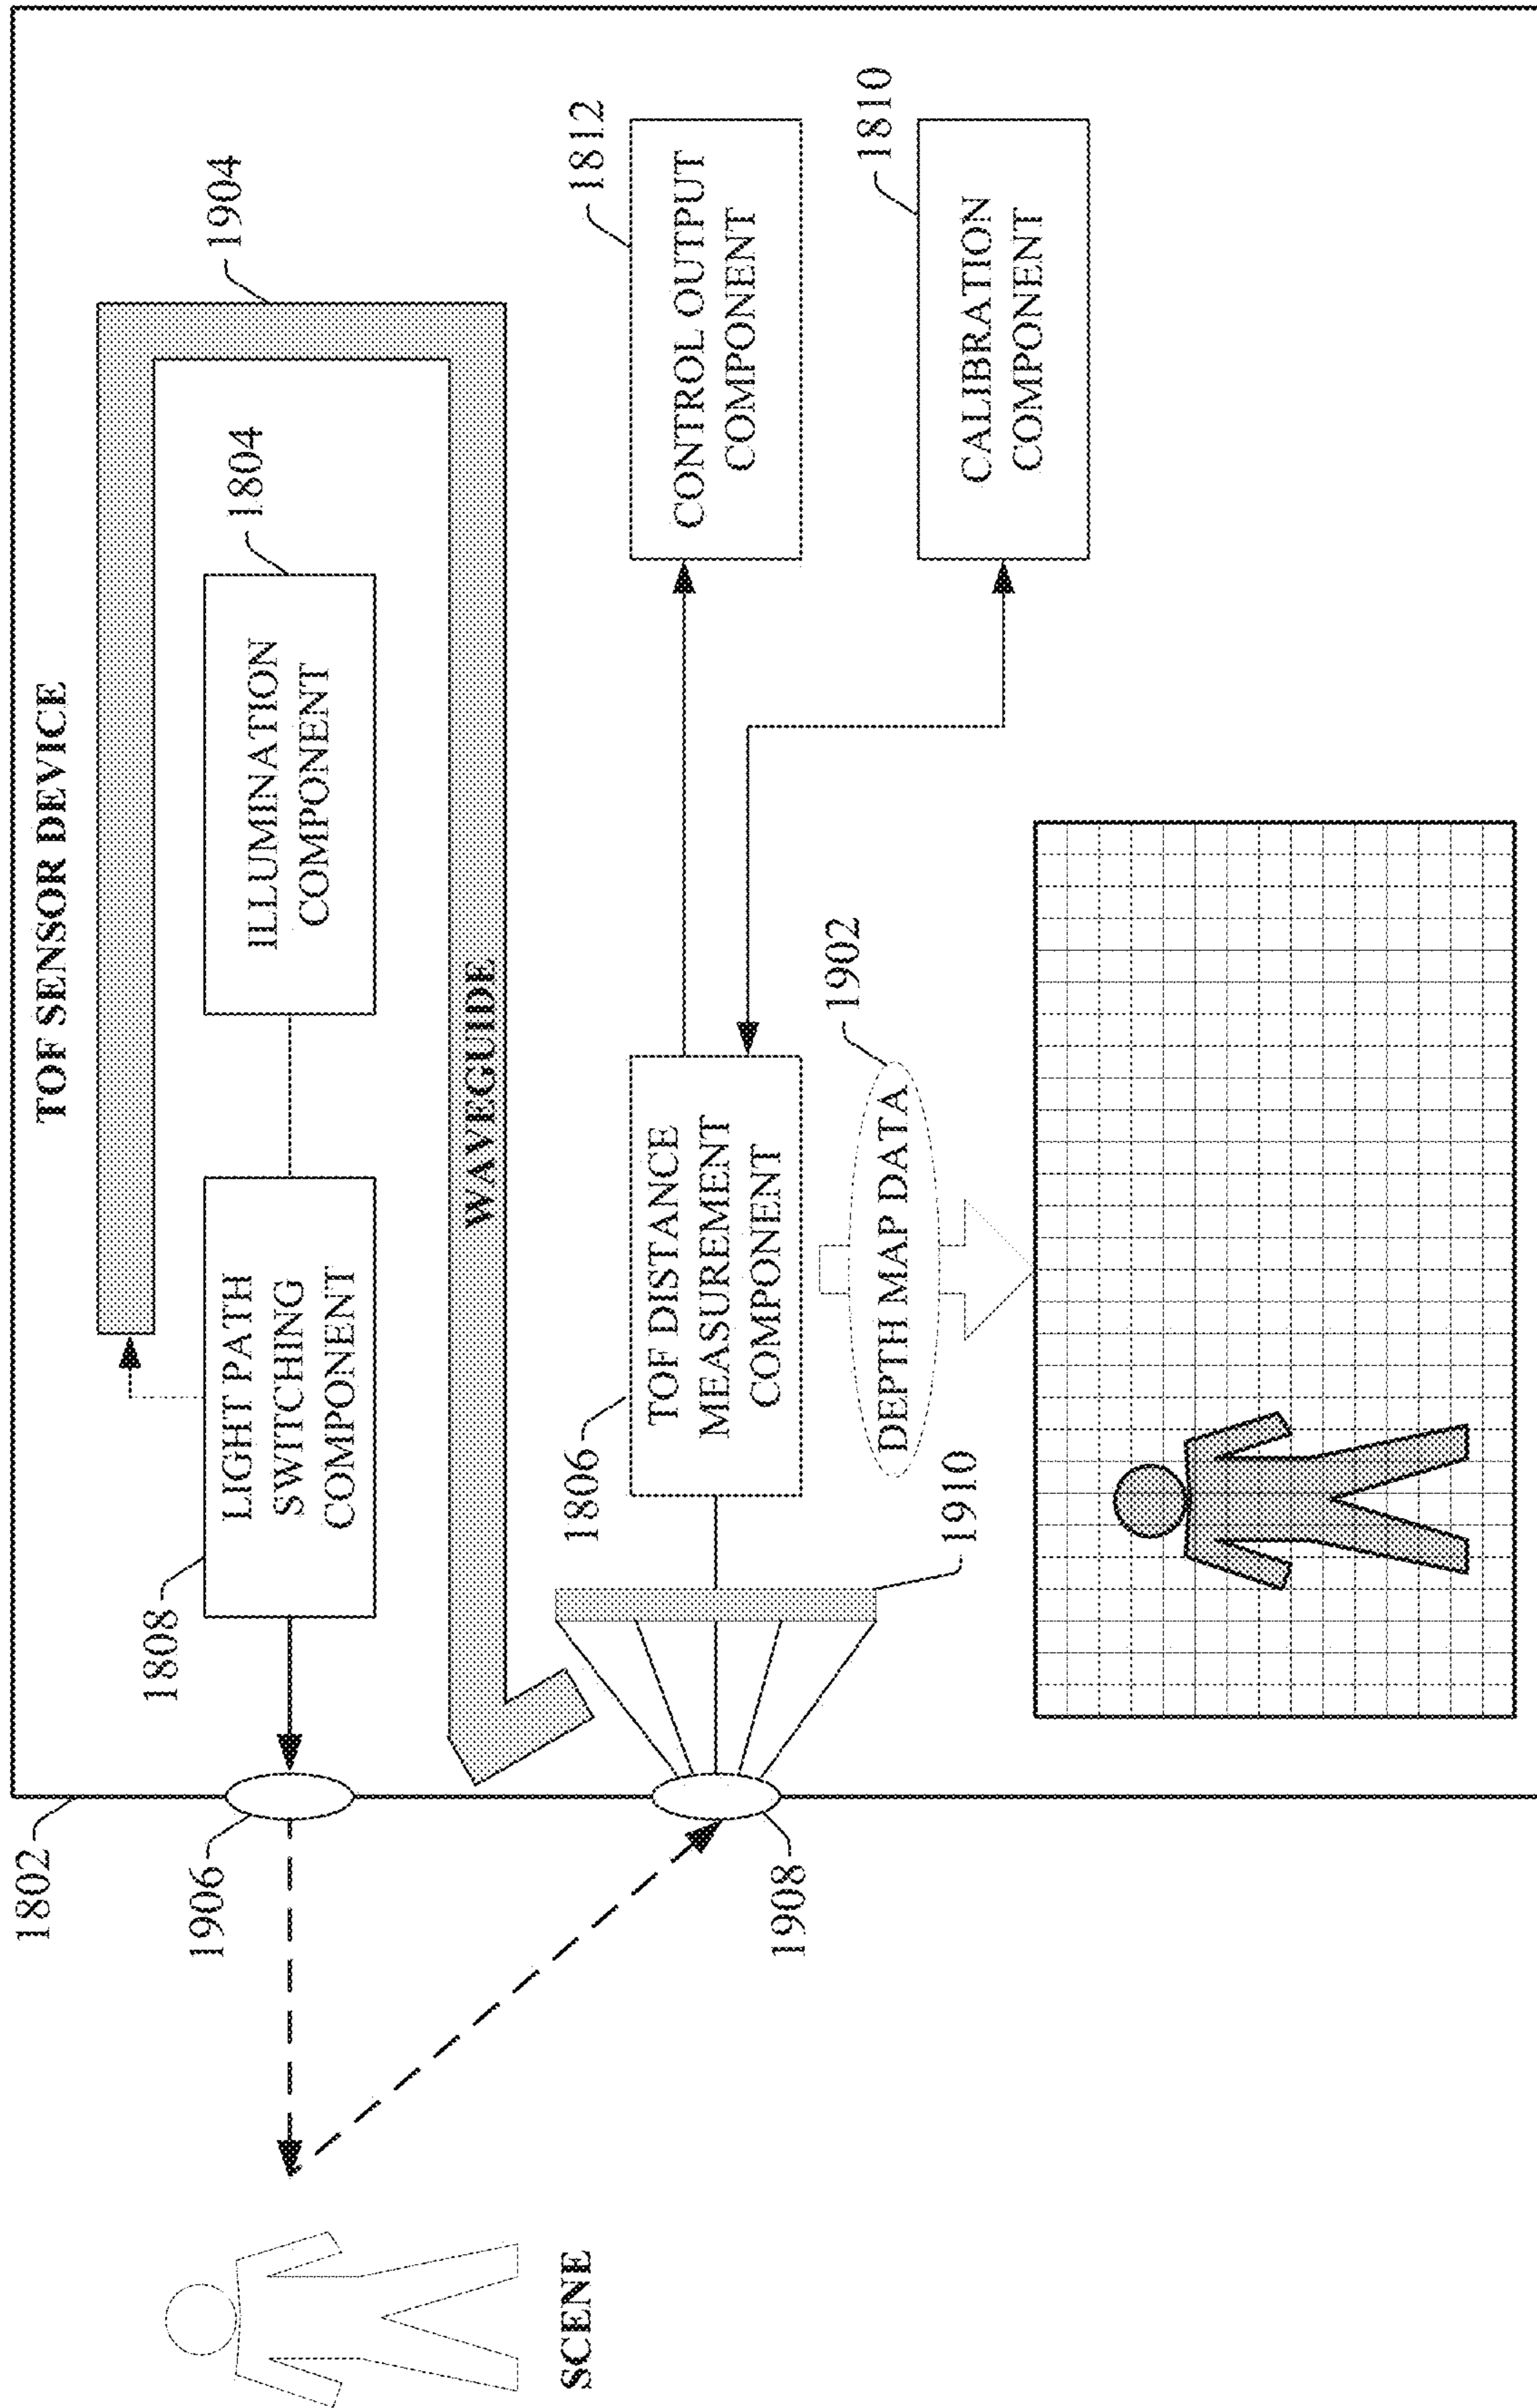 TOF SENSOR DEVICE
1802
1808
LIGHT PATH
SWITCHING
COMPONENT
ILLUMINATION
COMPONENT
1804
1904
1906
WAVEGUIDE
SCENE
1908
1806
TOF DISTANCE
MEASUREMENT
COMPONENT
CONTROL OUTPUT
COMPONENT
1812
DEPTH MAP DATA
1902
1910
CALIBRATION
COMPONENT
1810